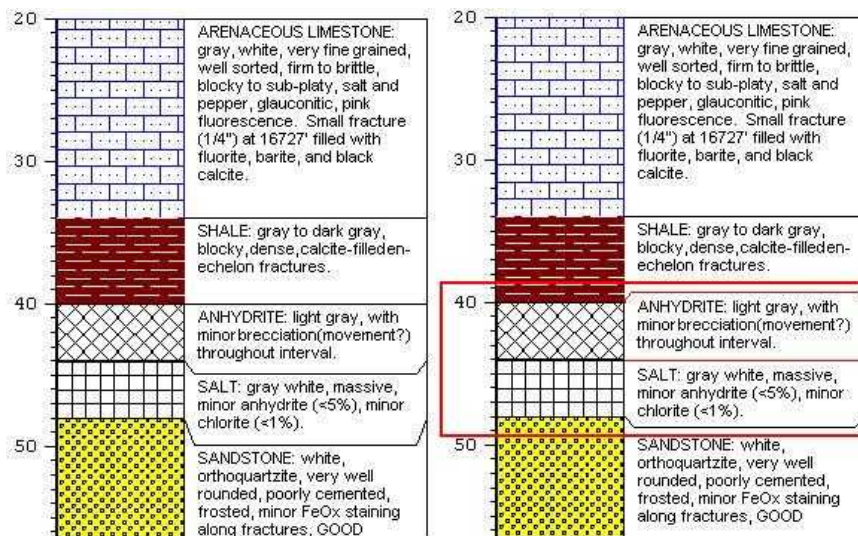 20
ARENACEOUS LIMESTONE:
gray, white, very fine grained,
well sorted, firm to brittle,
blocky to sub-platy, salt and
pepper, glauconitic, pink
fluorescence. Small fracture
(1/4") at 16727' filled with
fluorite, barite, and black
calcite.
30
SHALE: gray to dark gray,
blocky,dense,calcite-filleden-
echelon fractures.
40
ANHYDRITE: light gray, with
minorbrecciation(movement?)
throughout interval.
SALT: gray white, massive,
minor anhydrite (<5%), minor
chlorite (<1%).
50
SANDSTONE: white,
orthoquartzite, very well
rounded, poorly cemented,
frosted, minor FeOx staining
along fractures, GOOD
20
ARENACEOUS LIMESTONE:
gray, white, very fine grained,
well sorted, firm to brittle,
blocky to sub-platy, salt and
pepper, glauconitic, pink
fluorescence. Small fracture
(1/4") at 16727' filled with
fluorite, barite, and black
calcite.
30
SHALE: gray to dark gray,
blocky,dense,calcite-filleden-
echelon fractures.
40
ANHYDRITE: light gray, with
minorbrecciation(movement?)
throughout interval.
SALT: gray white, massive,
minor anhydrite (<5%), minor
chlorite (<1%).
50
SANDSTONE: white,
orthoquartzite, very well
rounded, poorly cemented,
frosted, minor FeOx staining
along fractures, GOOD